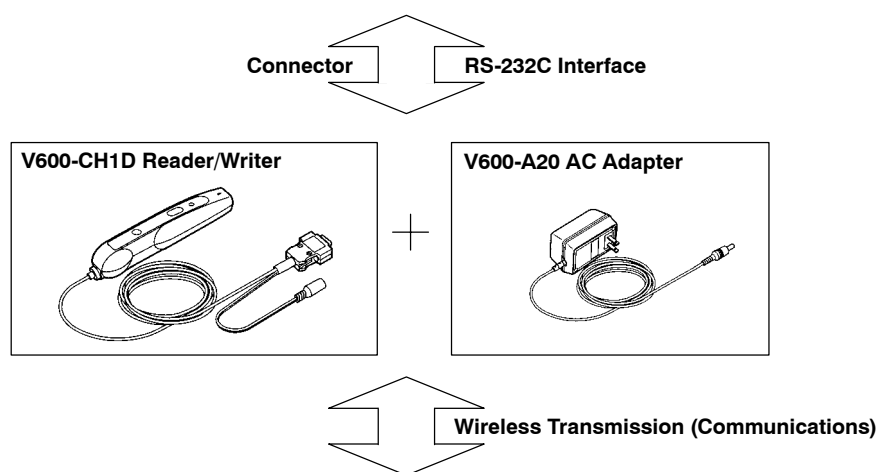 Connector RS-232C Interface
V600-CH1D Reader/Writer V600-A20 AC Adapter
Wireless Transmission (Communications)